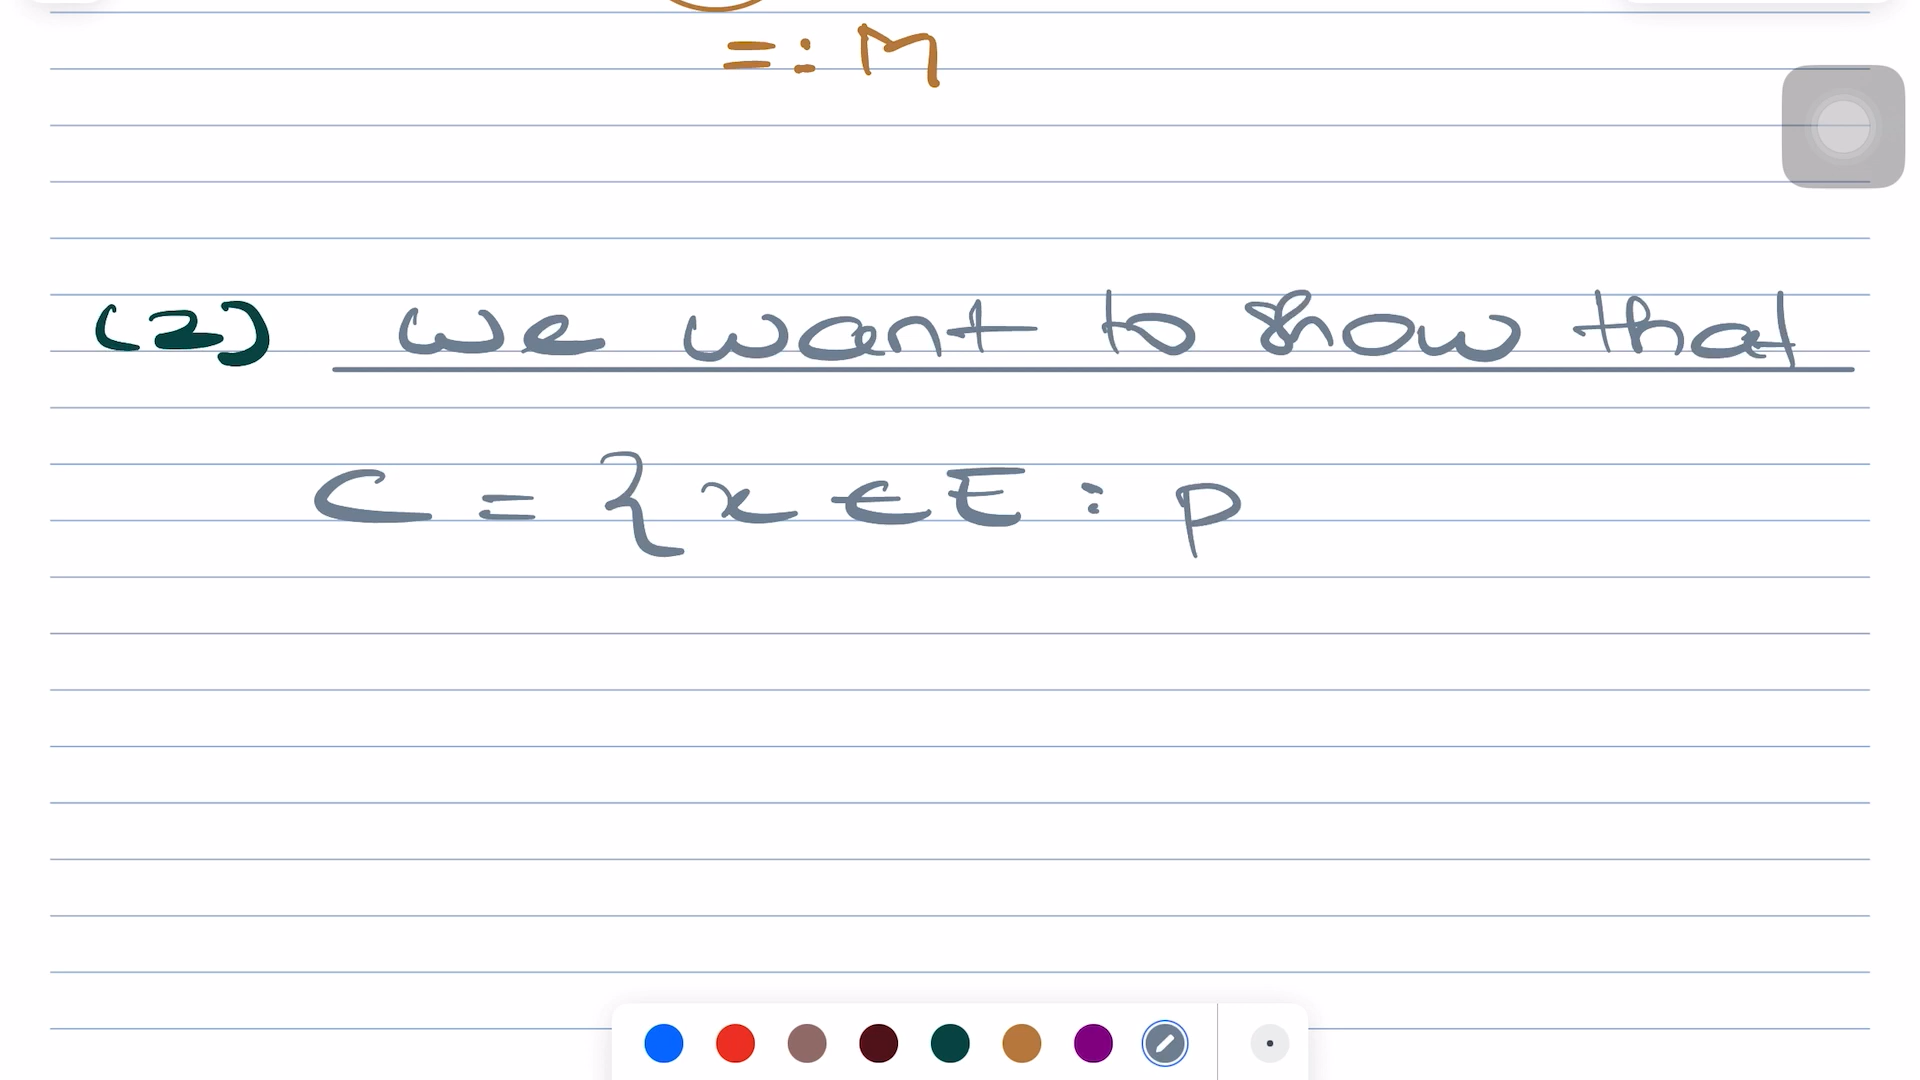 =: M
(2) we want to show that
C = { x ∈ E : p